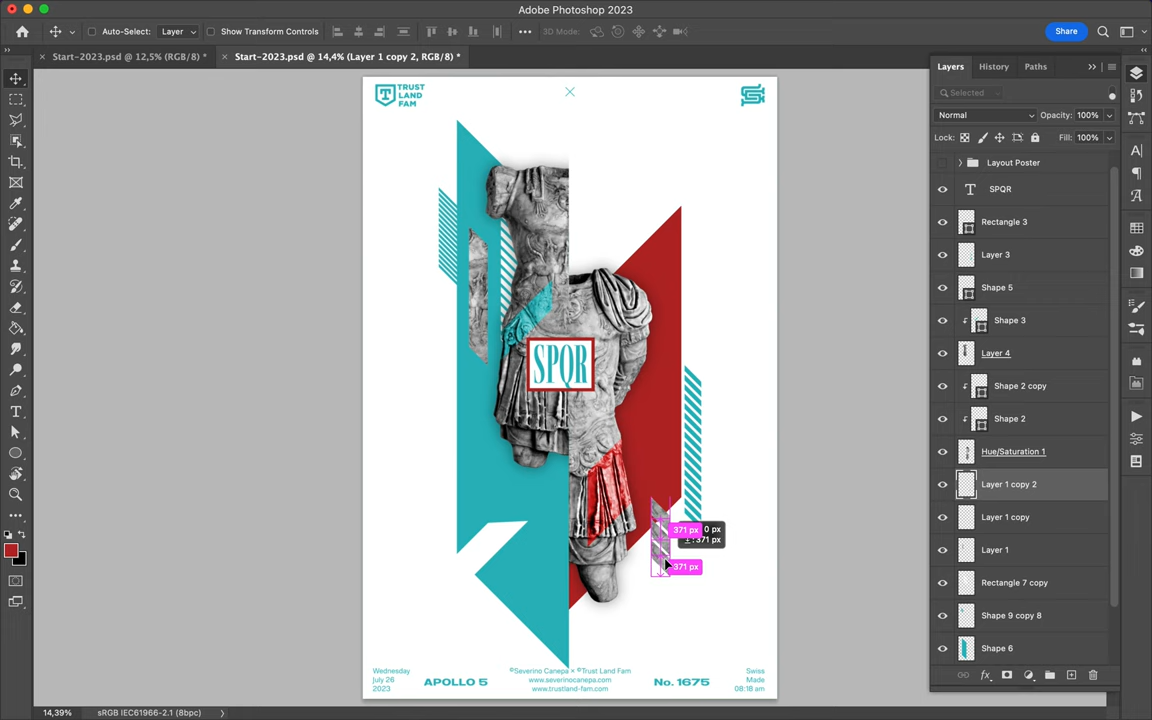 Adobe Photoshop 2023
Auto-Select: Layer
Show Transform Controls
3D Mode:
Share
Start-2023.psd @ 12,5% (RGB/8) *
Start-2023.psd @ 14,4% (Layer 1 copy 2, RGB/8) *
TRUST
LAND
FAM
SPQR
371 px
0 px
371 px
371 px
Wednesday
july 26
2023
APOLLO 5
©Severino Canepa × ©Trust Land Fam
www.severinocanepa.com
www.trustland-fam.com
No. 1675
Swiss
Made
08:18 am
Layers
History
Paths
Selected
Normal
Opacity: 100%
Lock:
Fill: 100%
Layout Poster
T SPQR
Rectangle 3
Layer 3
Shape 5
Shape 3
Layer 4
Shape 2 copy
Shape 2
Hue/Saturation 1
Layer 1 copy 2
Layer 1 copy
Layer 1
Rectangle 7 copy
Shape 9 copy 8
Shape 6
fx
14,39%
sRGB IEC61966-2.1 (8bpc)